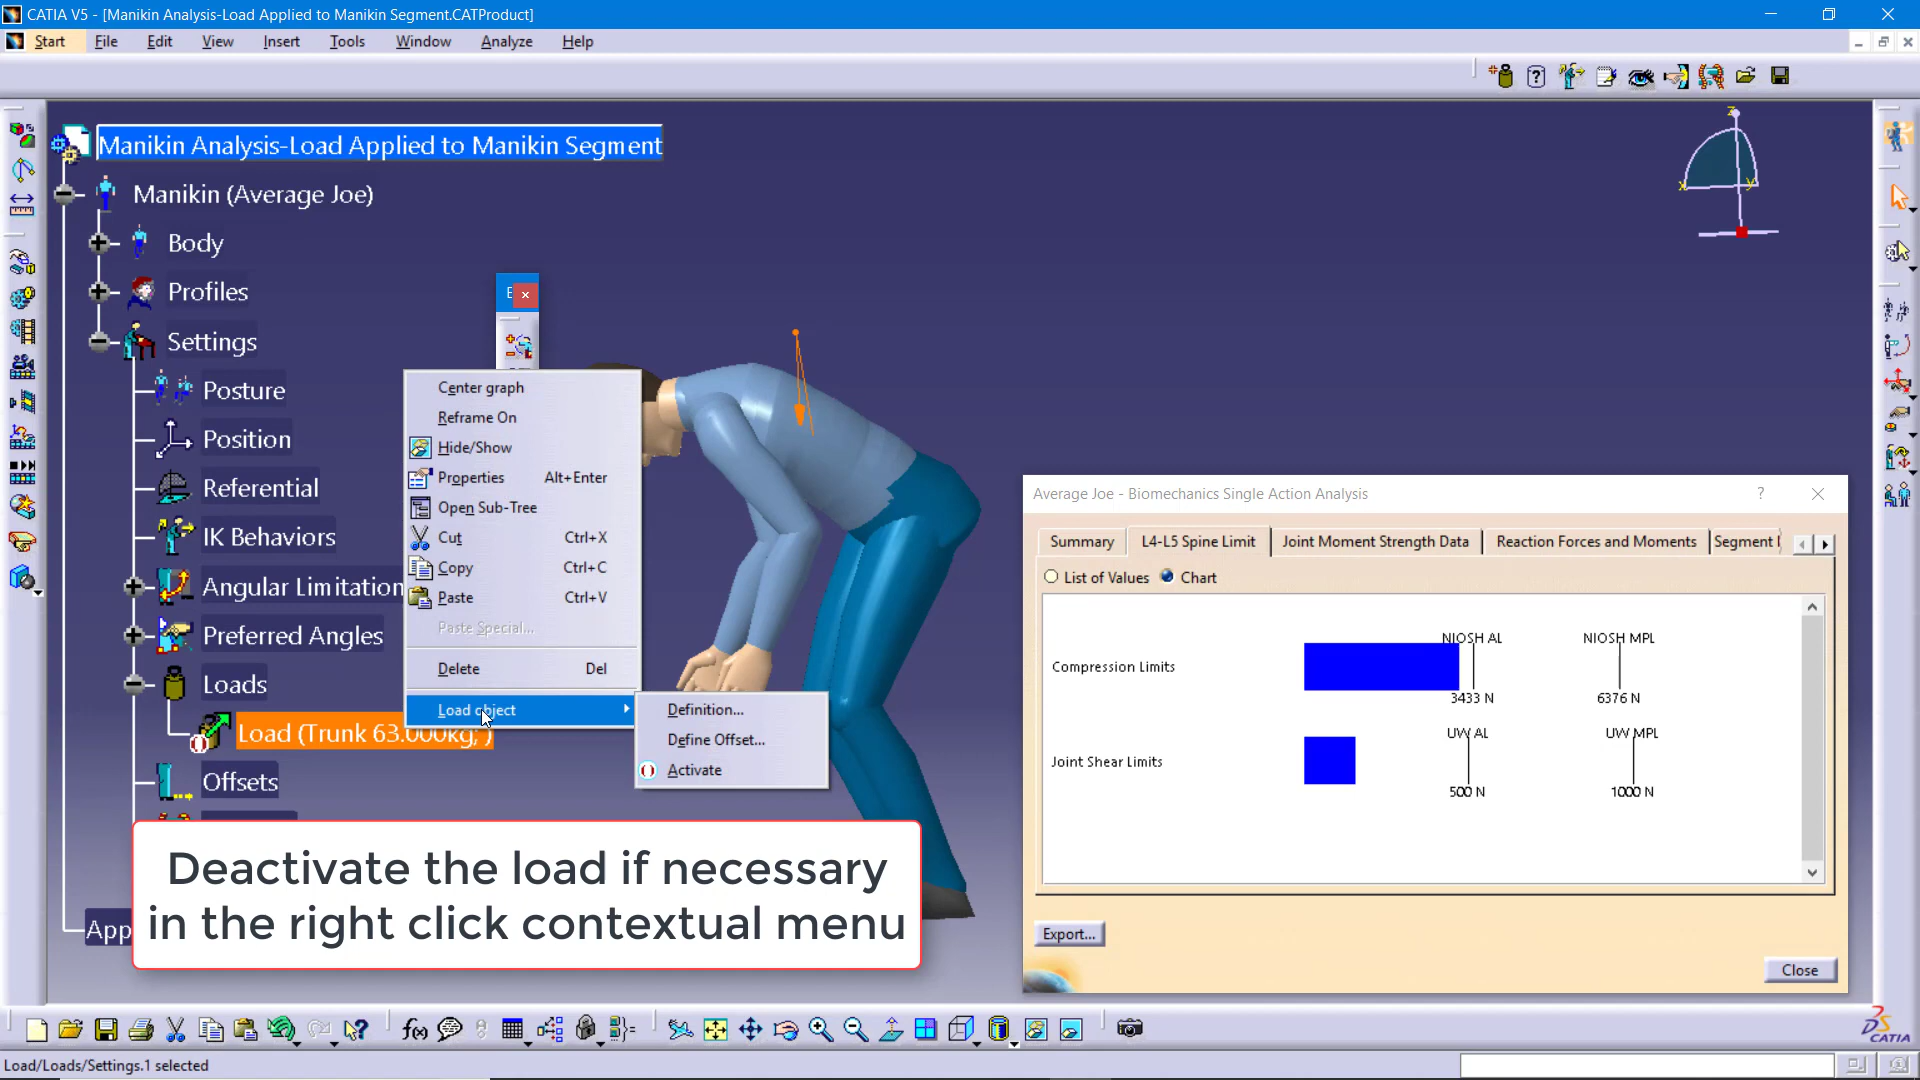 CATIA V5 - [Manikin Analysis-Load Applied to Manikin Segment.CATProduct]
Start File Edit View Insert Tools Window Analyze Help
Manikin Analysis-Load Applied to Manikin Segment
Manikin (Average Joe)
Body
Profiles
Settings
Posture
Position
Referential
IK Behaviors
Angular Limitation
Preferred Angles
Loads
Load (Trunk 63.000kg; )
Offsets
App
Center graph
Reframe On
Hide/Show
Properties Alt+Enter
Open Sub-Tree
Cut Ctrl+X
Copy Ctrl+C
Paste Ctrl+V
Paste Special...
Delete Del
Load object
Definition...
Define Offset...
Activate
Deactivate the load if necessary
in the right click contextual menu
Average Joe - Biomechanics Single Action Analysis
Summary L4-L5 Spine Limit Joint Moment Strength Data Reaction Forces and Moments Segment
List of Values Chart
NIOSH AL NIOSH MPL
Compression Limits
3433 N 6376 N
UW AL UW MPL
Joint Shear Limits
500 N 1000 N
Export...
Close
z
x y
f(x)
CATIA
Load/Loads/Settings.1 selected